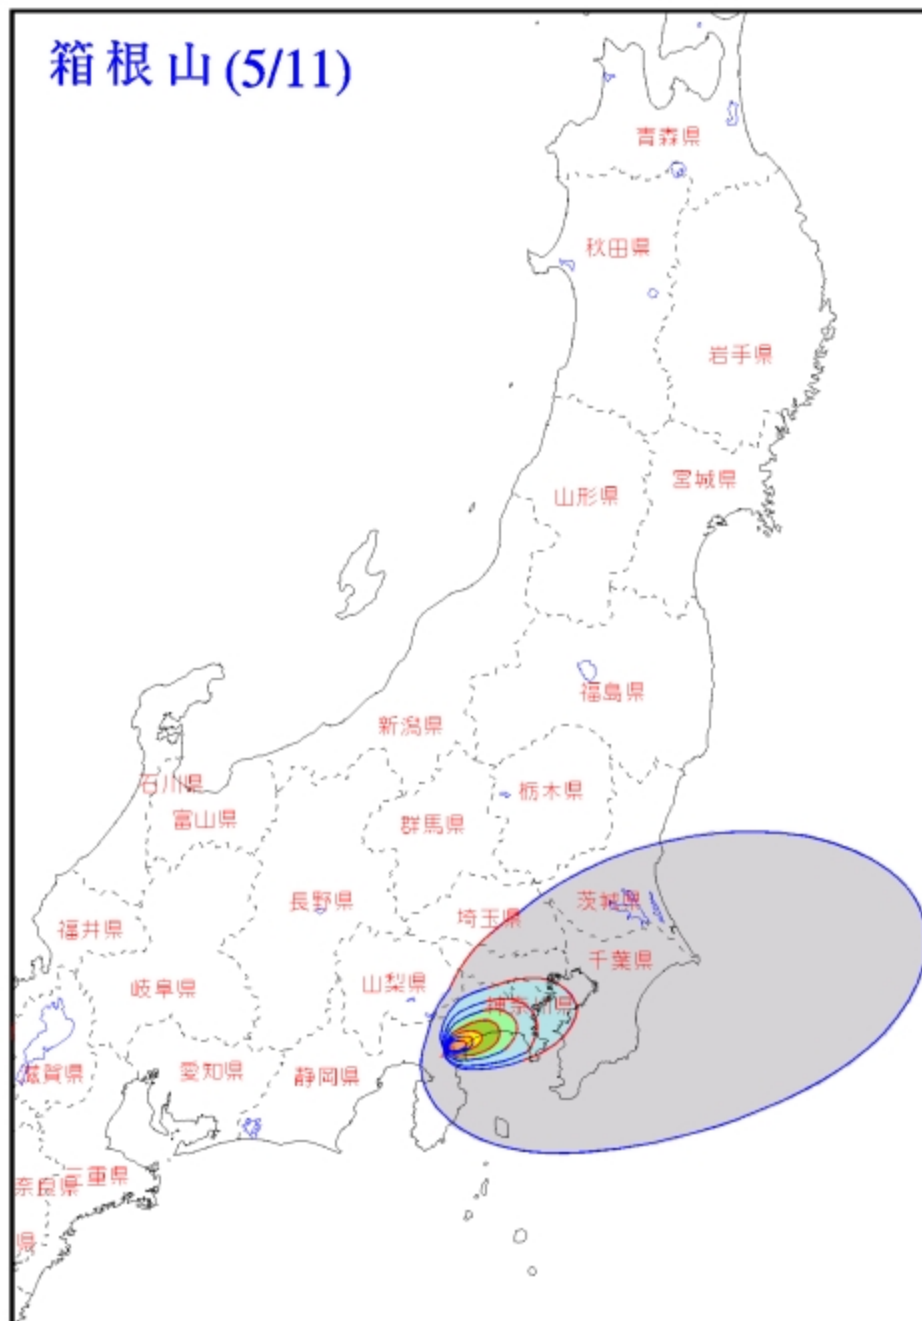 箱根山(5/11)
青森県
秋田県
岩手県
宮城県
山形県
福島県
新潟県
栃木県
石川県
富山県
群馬県
長野県
茨城県
埼玉県
福井県
千葉県
岐阜県
山梨県
神奈川県
滋賀県
愛知県
静岡県
三重県
奈良県
県